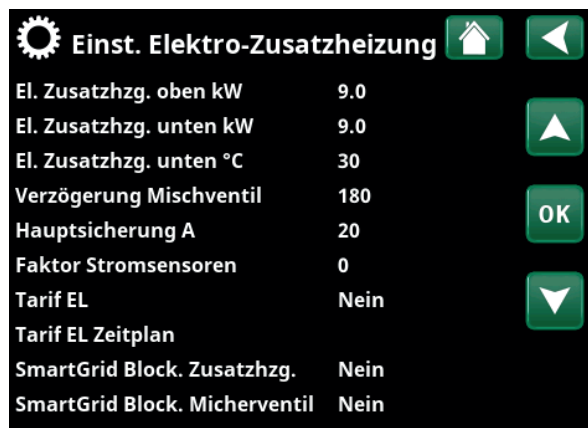 Einst. Elektro-Zusatzheizung
El. Zusatzhzg. oben kW 9.0
El. Zusatzhzg. unten kW 9.0
El. Zusatzhzg. unten °C 30
Verzögerung Mischventil 180
OK
Hauptsicherung A 20
Faktor Stromsensoren 0
Tarif EL Nein
Tarif EL Zeitplan
SmartGrid Block. Zusatzhzg. Nein
SmartGrid Block. Micherventil Nein